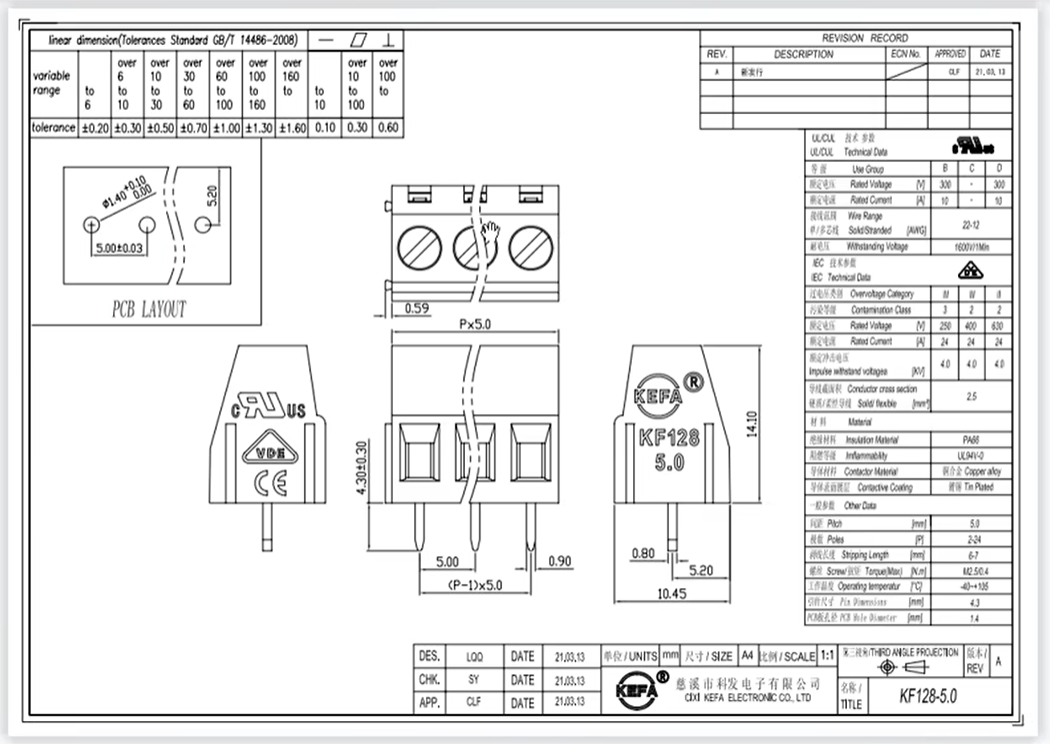 linear dimension(Tolerances Standard GB/T 14486-2008)
variable range to 6 over 6 to 10 over 10 to 30 over 30 to 60 over 60 to 100 over 100 to 160 over 160 to to 10 over 10 to 100 over 100 to
tolerance ±0.20 ±0.30 ±0.50 ±0.70 ±1.00 ±1.30 ±1.60 0.10 0.30 0.60
REVISION RECORD
REV. DESCRIPTION ECN No. APPROVED DATE
A 新发行 CLF 21.03.13
Ø1.40 +0.10 0.00
5.20
5.00±0.03
PCB LAYOUT
0.59
P×5.0
C RU US
VDE
CE
4.30±0.30
5.00
0.90
(P-1)×5.0
KEFA ®
KF128
5.0
14.10
0.80
5.20
10.45
UL/CUL 技术参数
UL/CUL Technical Data
C RU US
等级 Use Group B C D
额定电压 Rated Voltage [V] 300 - 300
额定电流 Rated Current [A] 10 - 10
接线范围 Wire Range
单/多芯线 Solid/Stranded [AWG] 22-12
耐电压 Withstanding Voltage 1600V/1Min
IEC 技术参数
IEC Technical Data
过电压类别 Overvoltage Category III III II
污染等级 Contamination Class 3 2 2
额定电压 Rated Voltage [V] 250 400 630
额定电流 Rated Current [A] 24 24 24
额定冲击电压
Impulse withstand voltages [KV] 4.0 4.0 4.0
导线截面积 Conductor cross section
硬线/柔性导线 Solid/ flexible [mm²] 2.5
材料 Material
绝缘材料 Insulation Material PA66
阻燃等级 Imflammability UL94V-0
导体材料 Contactor Material 铜合金 Copper alloy
导体表面镀层 Contactive Coating 镀锡 Tin Plated
一般参数 Other Data
间距 Pitch [mm] 5.0
极数 Poles [P] 2-24
剥线长度 Stripping Length [mm] 6-7
螺丝 Screw/扭矩 Torque(Max) [N.m] M2.5/0.4
工作温度 Operating temperatur [°C] -40~+105
引针尺寸 Pin Dimensions [mm] 4.3
PCB板孔径 PCB Hole Diameter [mm] 1.4
DES. LQQ DATE 21.03.13
CHK. SY DATE 21.03.13
APP. CLF DATE 21.03.13
单位/UNITS mm 尺寸/SIZE A4 比例/SCALE 1:1
第三视角/THIRD ANGLE PROJECTION
版本/REV A
KEFA ®
慈溪市科发电子有限公司
CIXI KEFA ELECTRONIC CO., LTD
名称/TITLE KF128-5.0